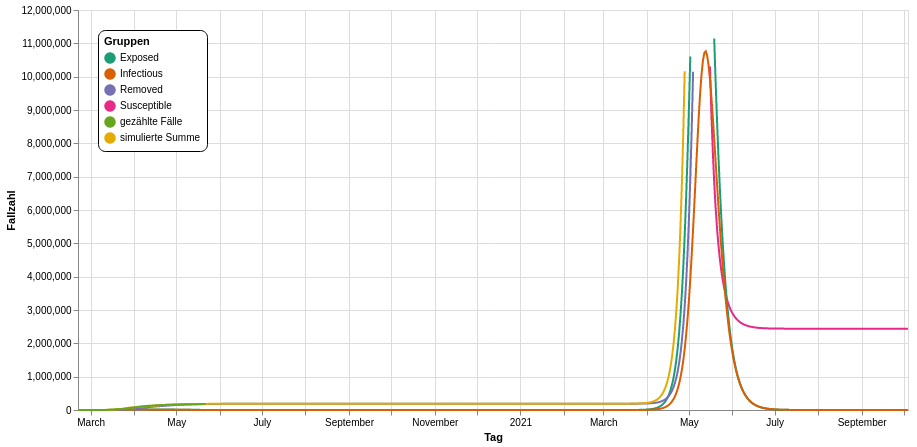 12,000,000
11,000,000
10,000,000
9,000,000
8,000,000
7,000,000
6,000,000
5,000,000
4,000,000
3,000,000
2,000,000
1,000,000
0
Fallzahl
Gruppen
Exposed
Infectious
Removed
Susceptible
gezählte Fälle
simulierte Summe
March May July September November 2021 March May July September
Tag